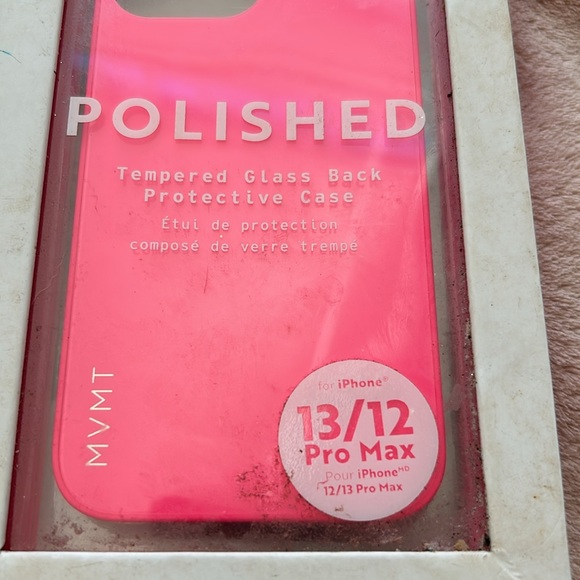 POLISHED
Tempered Glass Back
Protective Case
Étui de protection
composé de verre trempé
MVMT
for iPhone®
13/12
Pro Max
Pour iPhoneᴹᴰ
12/13 Pro Max